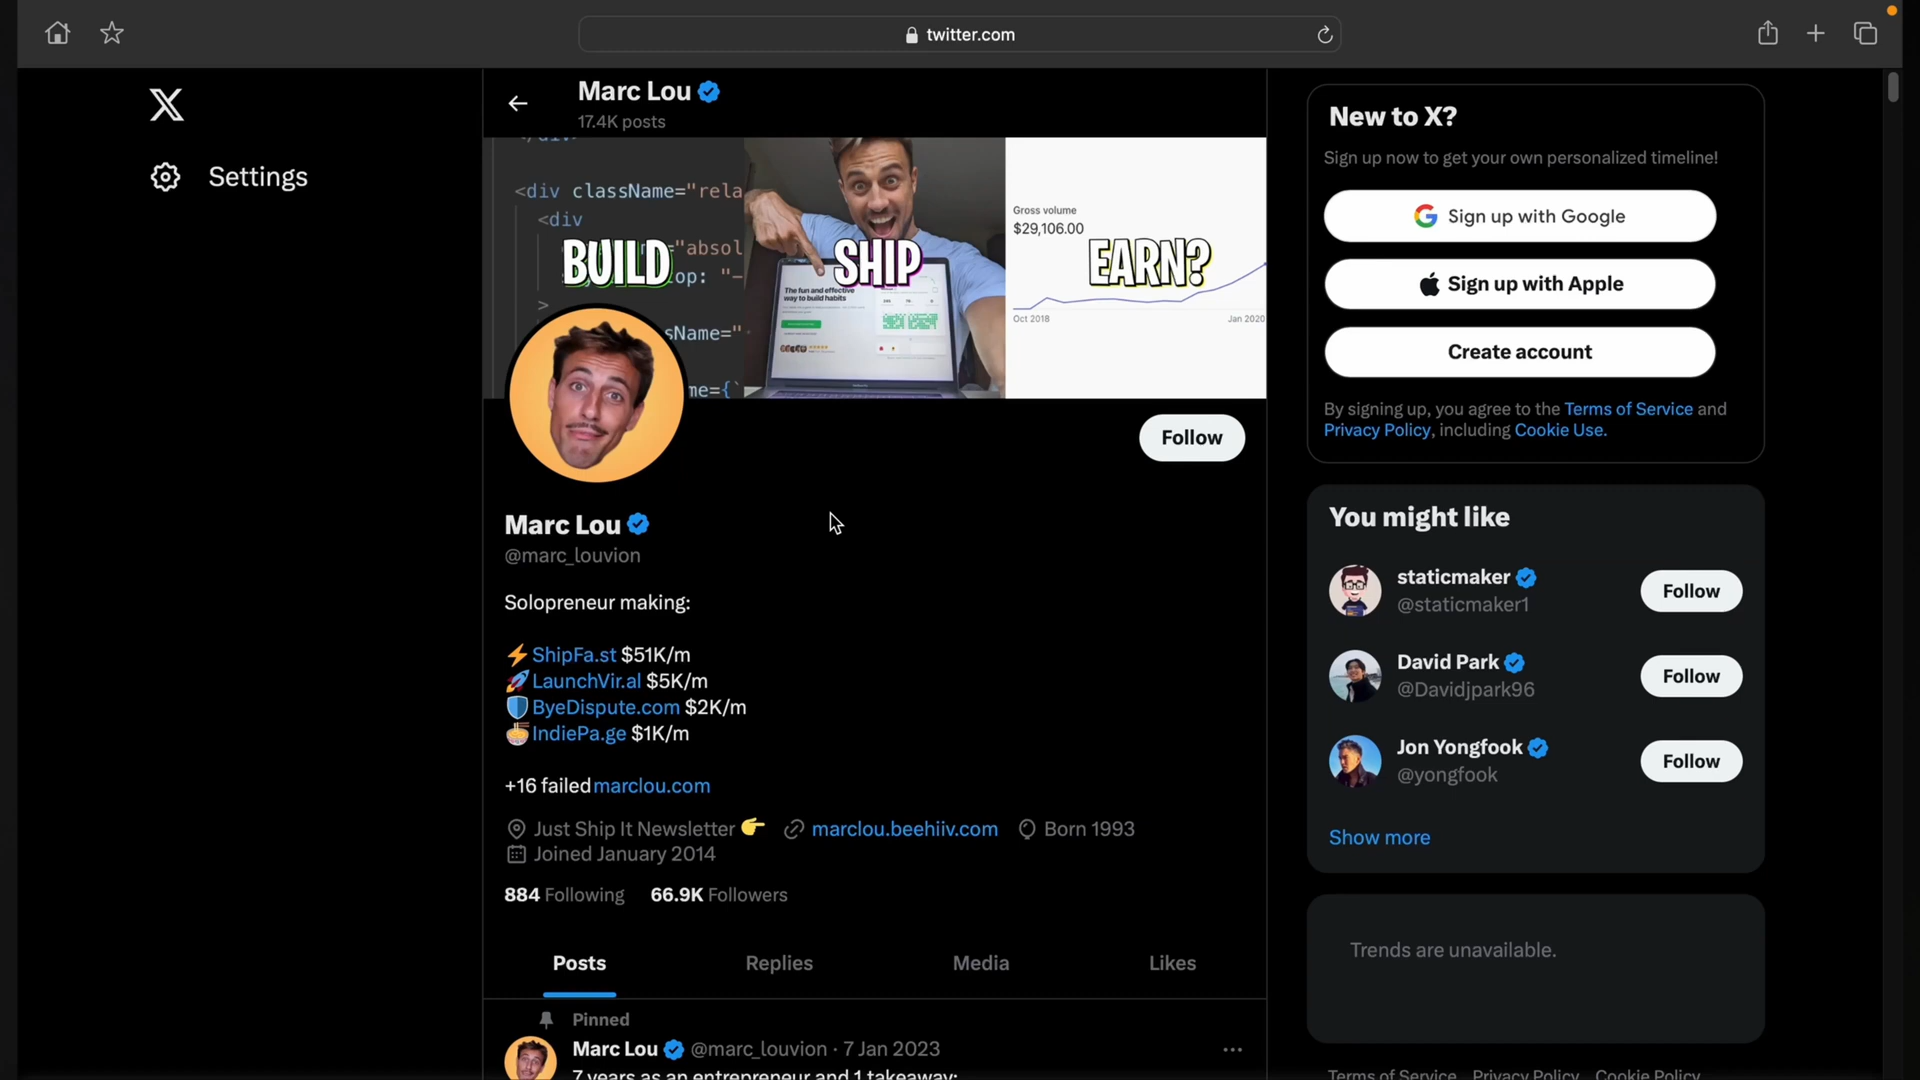 twitter.com
Settings
Marc Lou
17.4K posts
<div className="rela
<div
"absol
op: "-
>
sName="
me={`
BUILD
SHIP
The fun and effective
way to build habits
Gross volume
$29,106.00
EARN?
Oct 2018
Jan 2020
Follow
Marc Lou
@marc_louvion
Solopreneur making:
⚡ShipFa.st $51K/m
🚀LaunchVir.al $5K/m
🛡️ByeDispute.com $2K/m
🍜IndiePa.ge $1K/m
+16 failed marclou.com
Just Ship It Newsletter 👉 marclou.beehiiv.com Born 1993
Joined January 2014
884 Following 66.9K Followers
Posts Replies Media Likes
Pinned
Marc Lou @marc_louvion · 7 Jan 2023
7 years as an entrepreneur and 1 takeaway:
New to X?
Sign up now to get your own personalized timeline!
Sign up with Google
Sign up with Apple
Create account
By signing up, you agree to the Terms of Service and
Privacy Policy, including Cookie Use.
You might like
staticmaker
@staticmaker1
Follow
David Park
@Davidjpark96
Follow
Jon Yongfook
@yongfook
Follow
Show more
Trends are unavailable.
Terms of Service Privacy Policy Cookie Policy